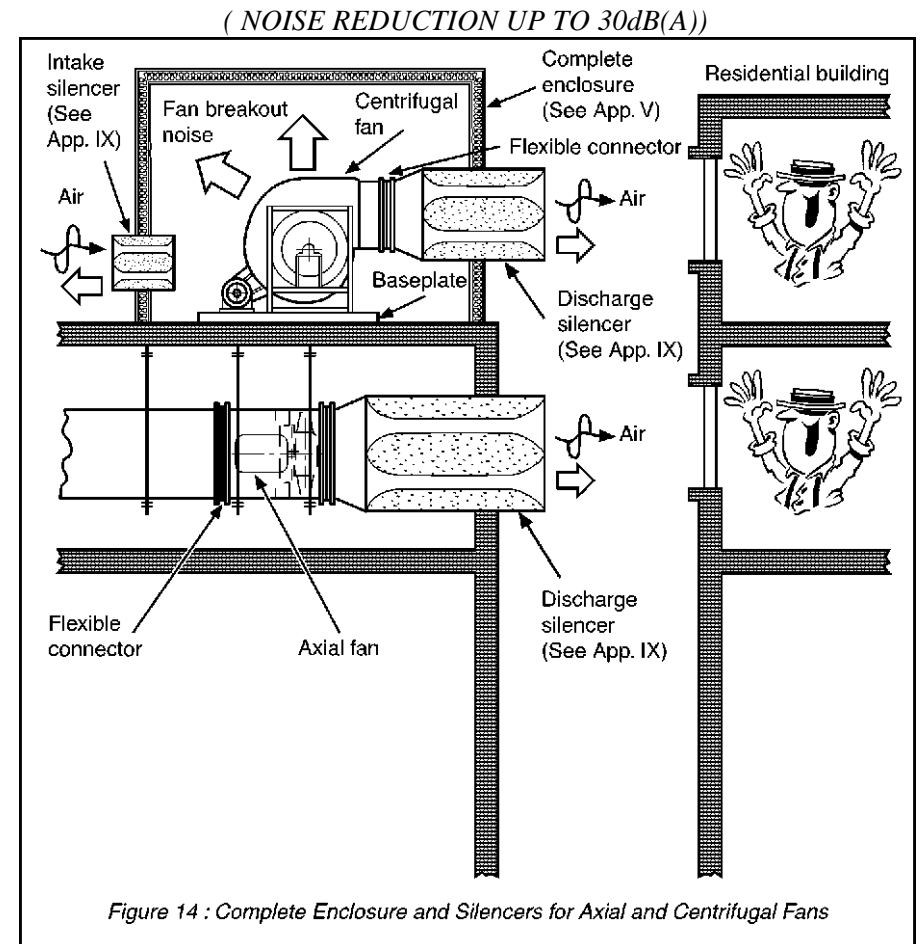 ( NOISE REDUCTION UP TO 30dB(A))
Intake
silencer
(See
App. IX)
Fan breakout
noise
Centrifugal
fan
Complete
enclosure
(See App. V)
Residential building
Flexible connector
Air
Air
Baseplate
Discharge
silencer
(See App. IX)
Air
Flexible
connector
Axial fan
Discharge
silencer
(See App. IX)
Figure 14 : Complete Enclosure and Silencers for Axial and Centrifugal Fans